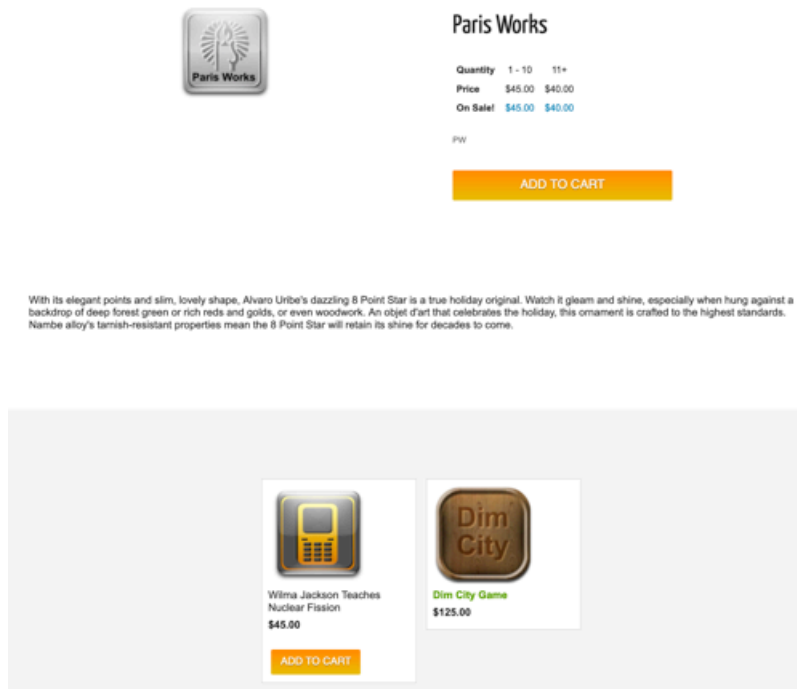 Paris Works
Paris Works
Quantity 1 - 10 11+
Price $45.00 $40.00
On Sale! $45.00 $40.00
PW
ADD TO CART
With its elegant points and slim, lovely shape, Alvaro Uribe's dazzling 8 Point Star is a true holiday original. Watch it gleam and shine, especially when hung against a
backdrop of deep forest green or rich reds and golds, or even woodwork. An objet d'art that celebrates the holiday, this ornament is crafted to the highest standards.
Nambe alloy's tarnish-resistant properties mean the 8 Point Star will retain its shine for decades to come.
Wilma Jackson Teaches
Nuclear Fission
$45.00
ADD TO CART
Dim
City
Dim City Game
$125.00